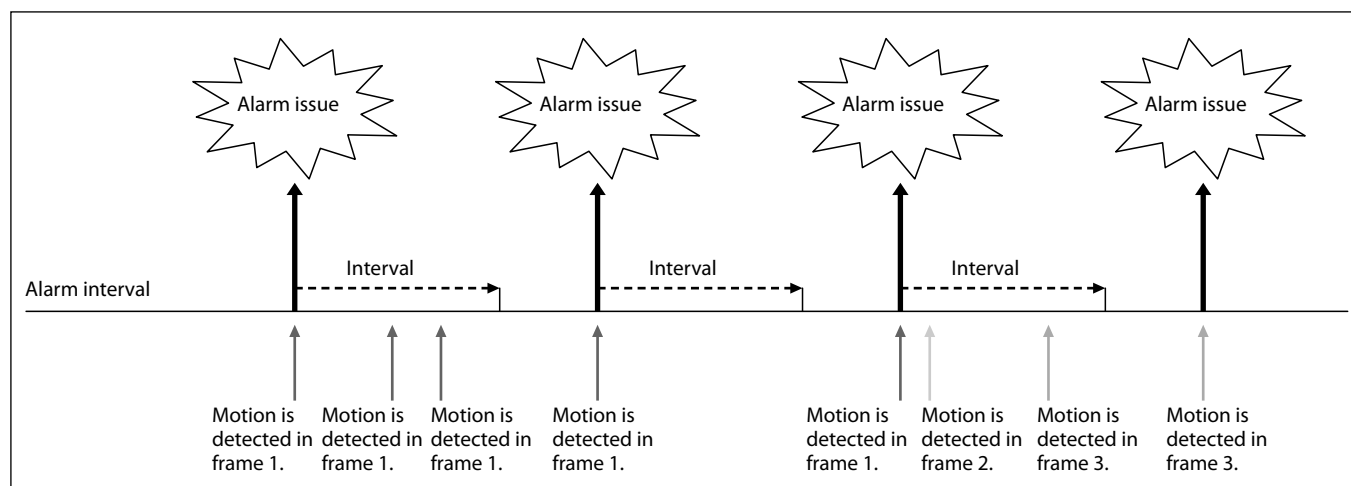 Alarm issue
Alarm issue
Alarm issue
Alarm issue
Interval
Interval
Interval
Alarm interval
Motion is
detected in
frame 1.
Motion is
detected in
frame 1.
Motion is
detected in
frame 1.
Motion is
detected in
frame 1.
Motion is
detected in
frame 1.
Motion is
detected in
frame 2.
Motion is
detected in
frame 3.
Motion is
detected in
frame 3.